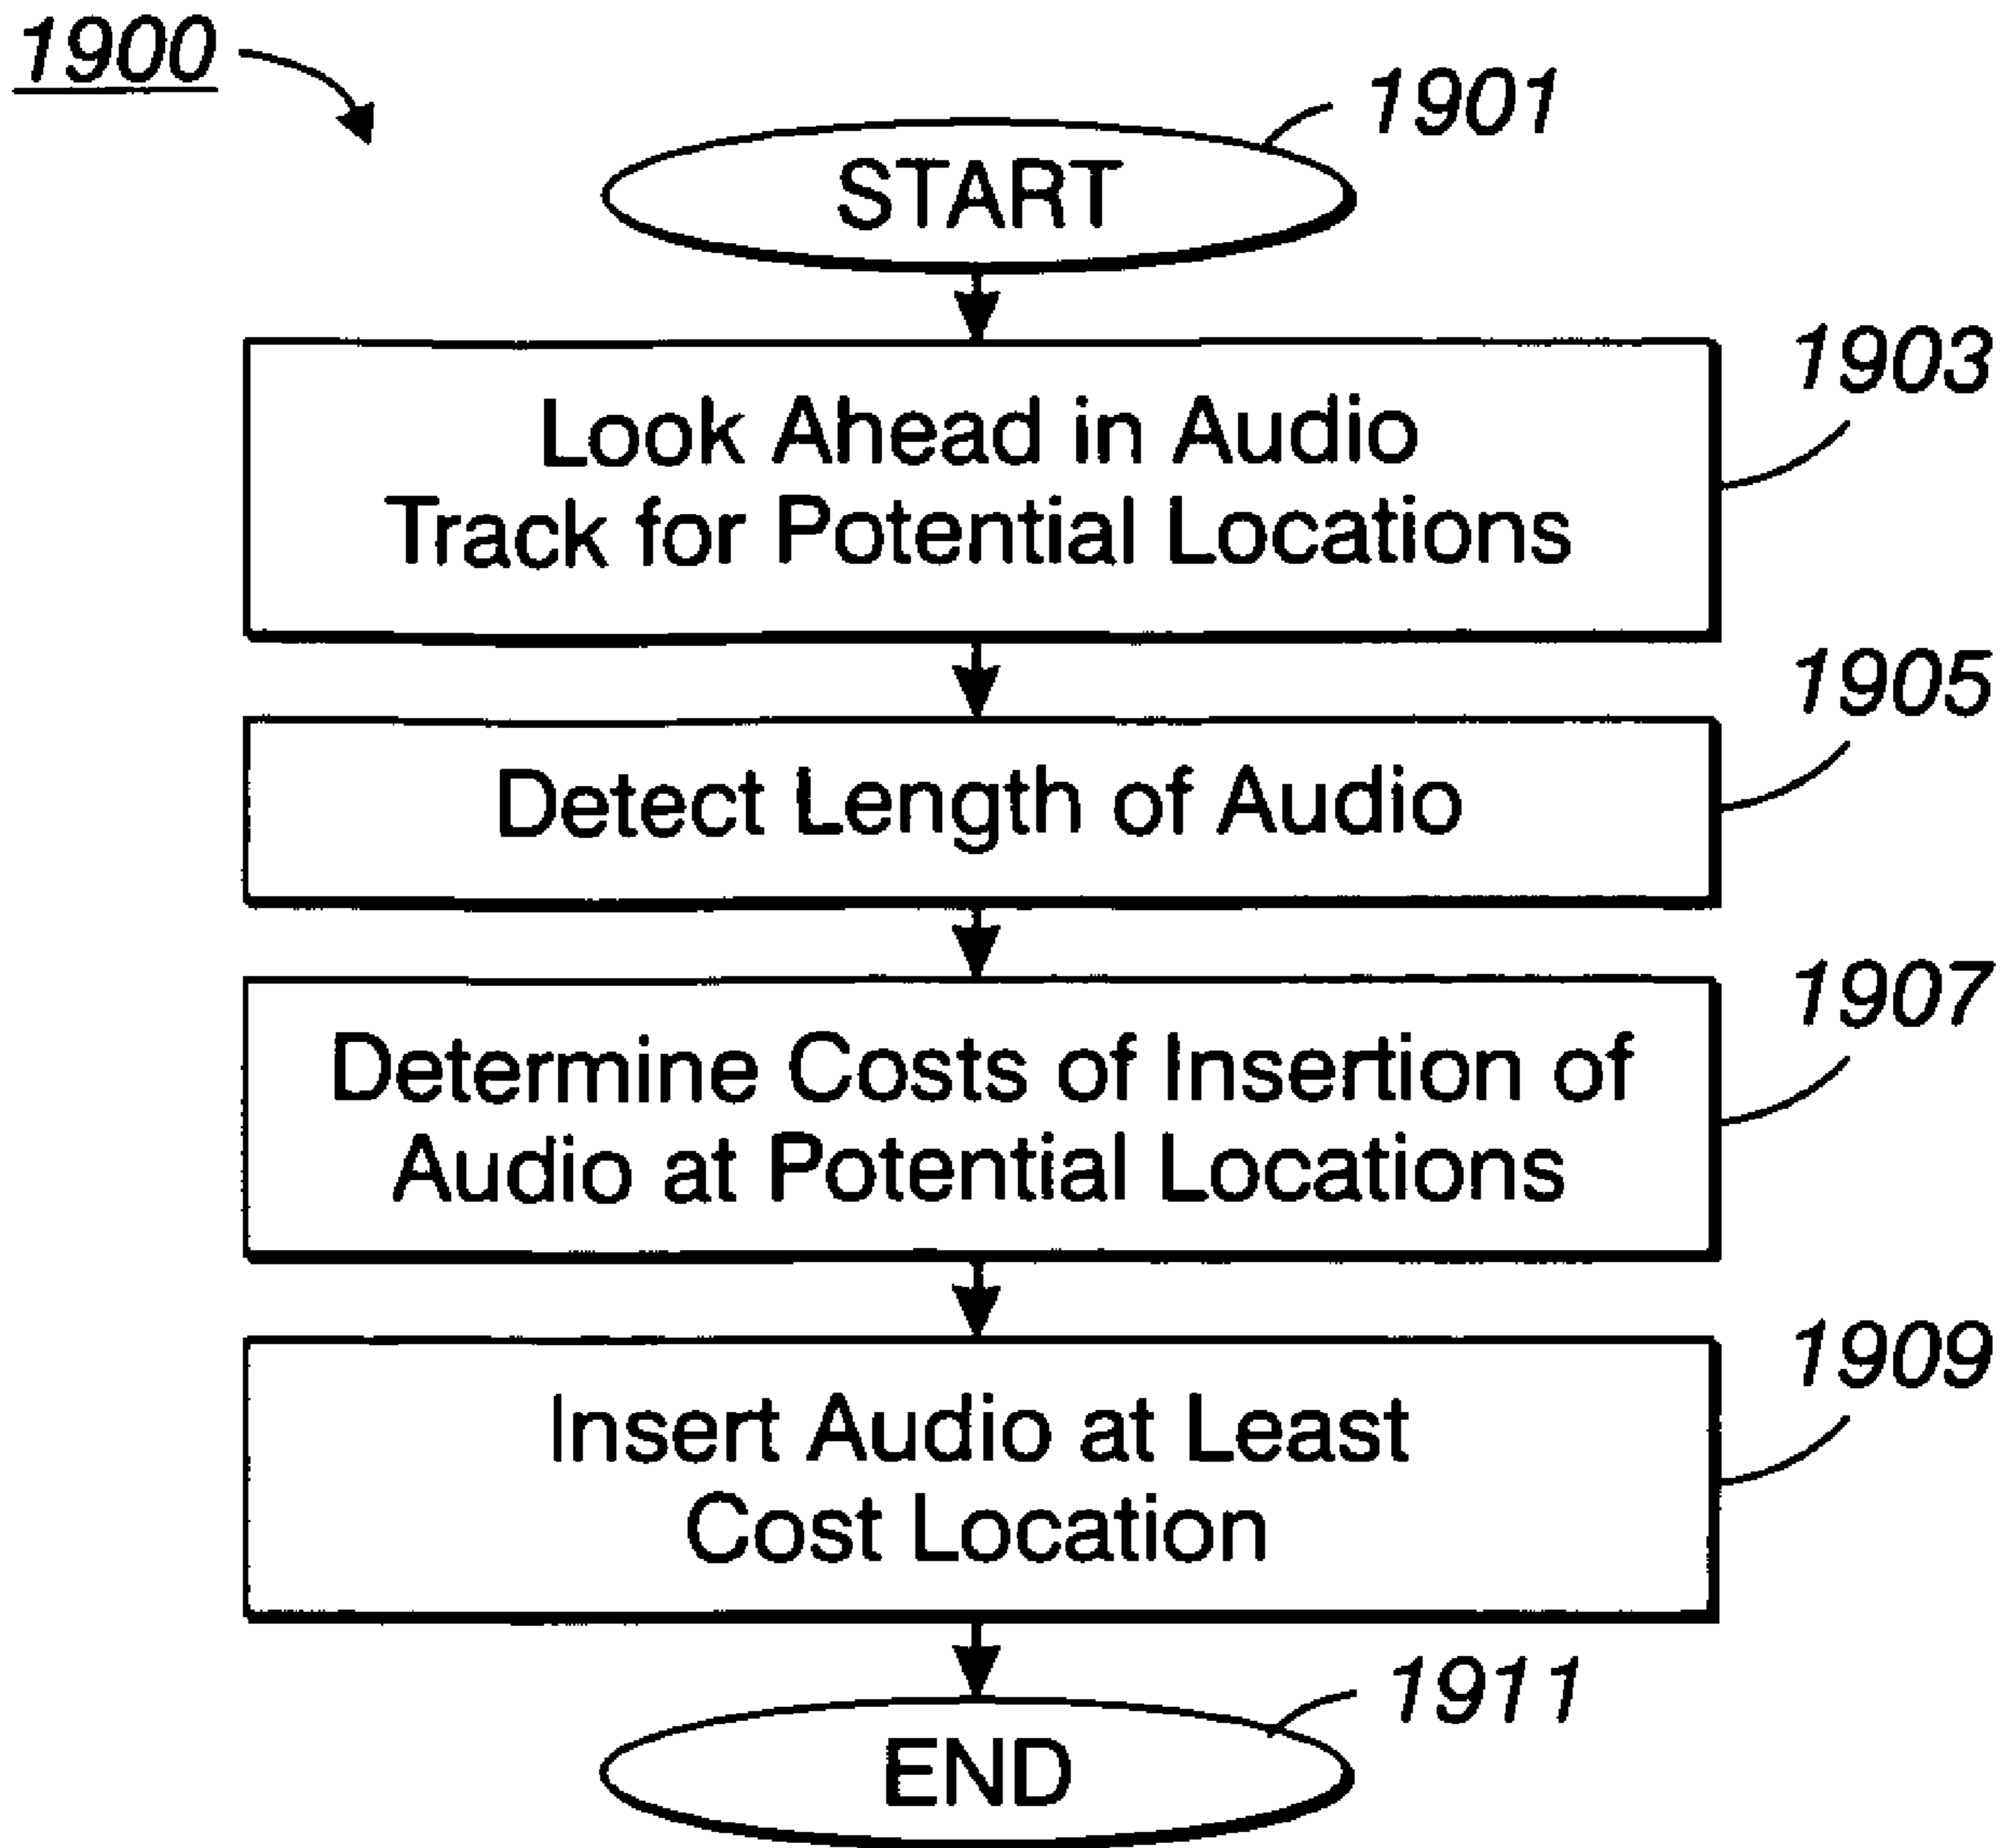 1900
1901
START
1903
Look Ahead in Audio
Track for Potential Locations
1905
Detect Length of Audio
1907
Determine Costs of Insertion of
Audio at Potential Locations
1909
Insert Audio at Least
Cost Location
1911
END